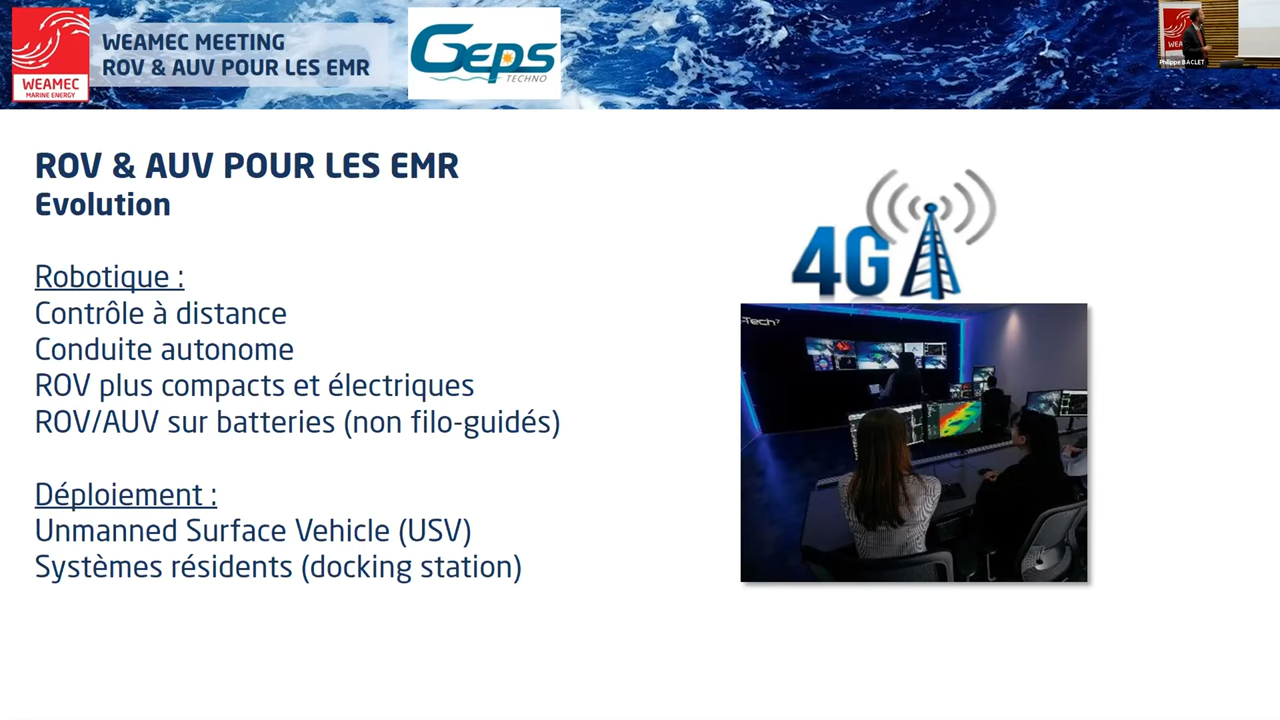 WEAMEC
MARINE ENERGY
WEAMEC MEETING
ROV & AUV POUR LES EMR
Geps
TECHNO
WEA
Philippe BACLET
ROV & AUV POUR LES EMR
Evolution
Robotique :
Contrôle à distance
Conduite autonome
ROV plus compacts et électriques
ROV/AUV sur batteries (non filo-guidés)
Déploiement :
Unmanned Surface Vehicle (USV)
Systèmes résidents (docking station)
4G
-Tech⁷